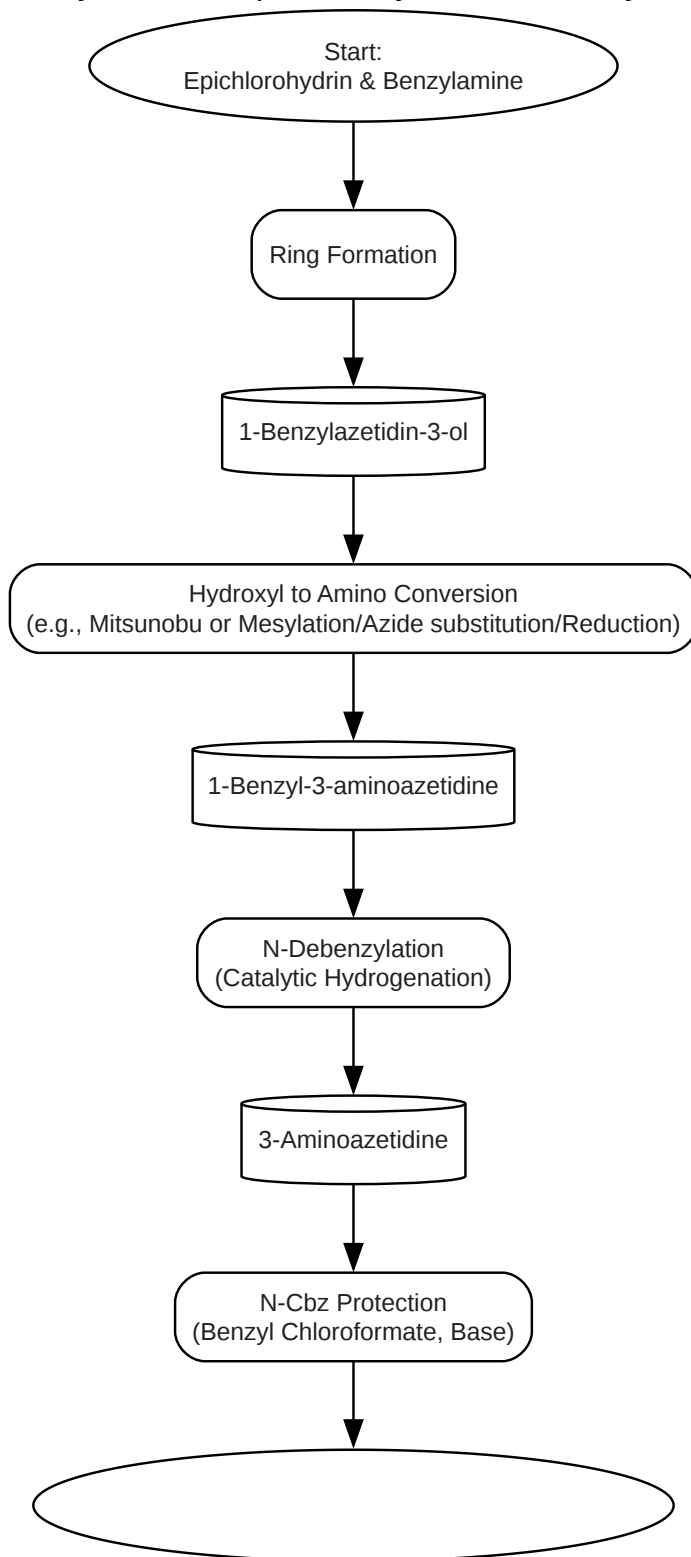 Start:
Epichlorohydrin & Benzylamine
Ring Formation
1-Benzylazetidin-3-ol
Hydroxyl to Amino Conversion
(e.g., Mitsunobu or Mesylation/Azide substitution/Reduction)
1-Benzyl-3-aminoazetidine
N-Debenzylation
(Catalytic Hydrogenation)
3-Aminoazetidine
N-Cbz Protection
(Benzyl Chloroformate, Base)